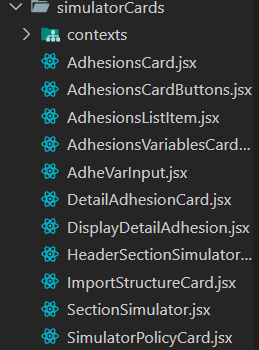 simulatorCards
contexts
AdhesionsCard.jsx
AdhesionsCardButtons.jsx
AdhesionsListItem.jsx
AdhesionsVariablesCard...
AdheVarInput.jsx
DetailAdhesionCard.jsx
DisplayDetailAdhesion.jsx
HeaderSectionSimulator...
ImportStructureCard.jsx
SectionSimulator.jsx
SimulatorPolicyCard.jsx